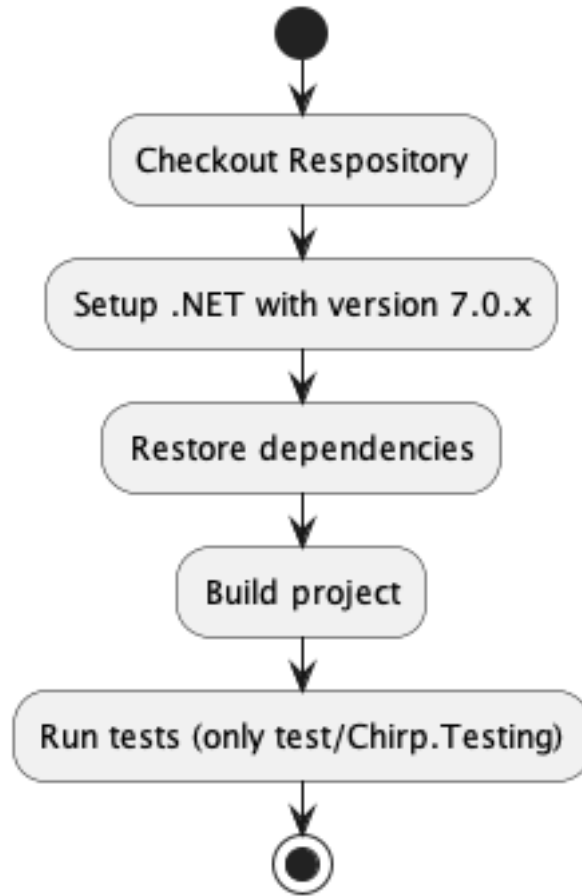 Checkout Respository
Setup .NET with version 7.0.x
Restore dependencies
Build project
Run tests (only test/Chirp.Testing)